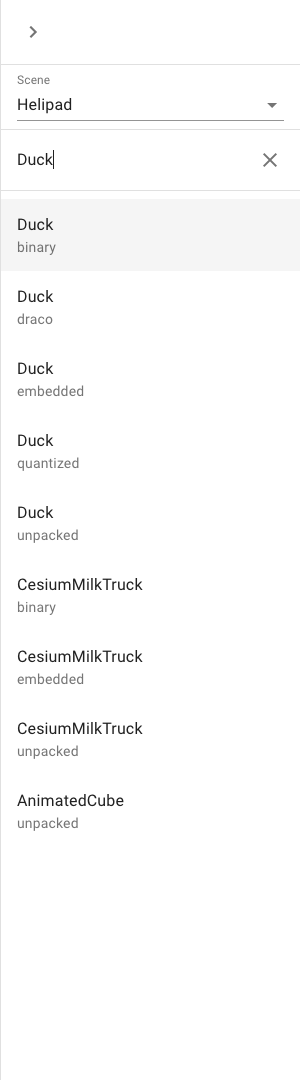 Scene
Helipad
Duck
Duck
binary
Duck
draco
Duck
embedded
Duck
quantized
Duck
unpacked
CesiumMilkTruck
binary
CesiumMilkTruck
embedded
CesiumMilkTruck
unpacked
AnimatedCube
unpacked